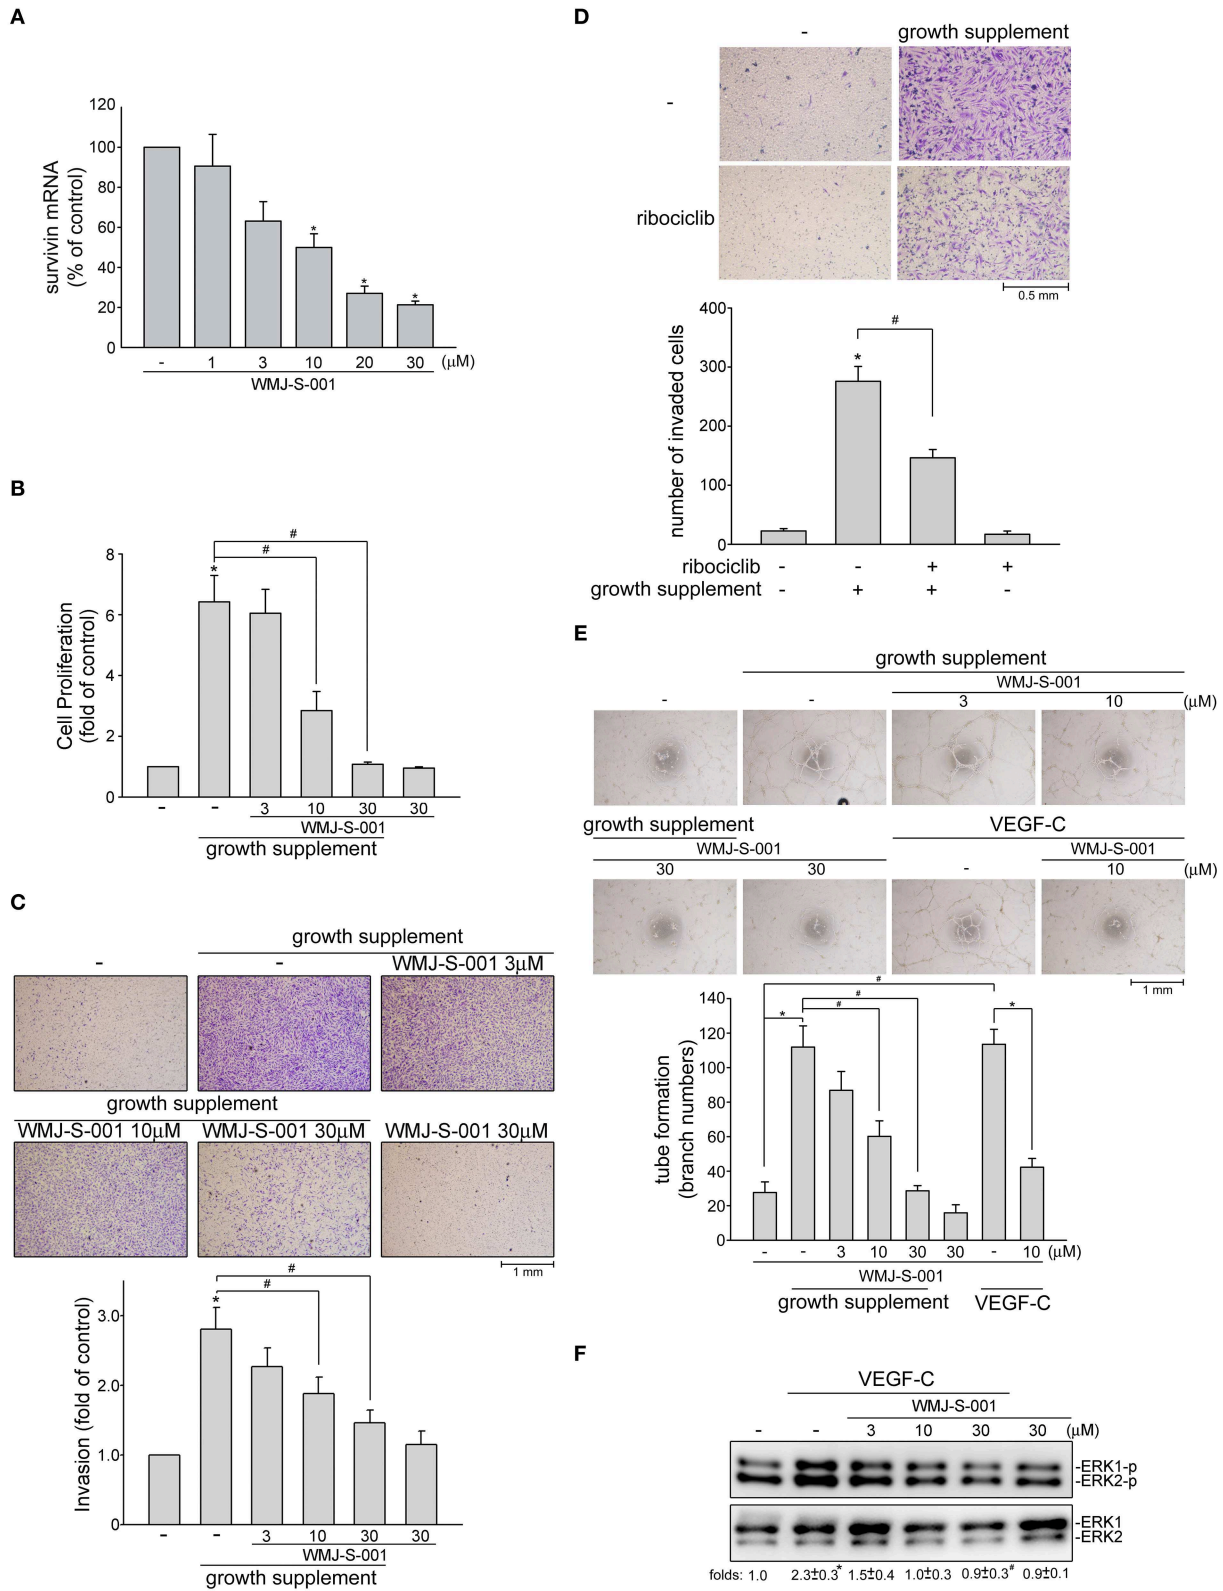 A
survivin mRNA
(% of control)
120
100
80
60
40
20
0
* * *
- 1 3 10 20 30 (μM)
WMJ-S-001
B
Cell Proliferation
(fold of control)
8
6
4
2
0
#
#
*
- - 3 10 30 30
WMJ-S-001
growth supplement
C
growth supplement
- - WMJ-S-001 3μM
growth supplement
WMJ-S-001 10μM WMJ-S-001 30μM WMJ-S-001 30μM
1 mm
Invasion (fold of control)
3.0
2.0
1.0
0
#
#
*
- - 3 10 30 30
WMJ-S-001
growth supplement
D
- growth supplement
-
ribociclib
0.5 mm
number of invaded cells
400
300
200
100
0
#
*
ribociclib - - + +
growth supplement - + + -
E
growth supplement
WMJ-S-001
- - 3 10 (μM)
growth supplement VEGF-C
WMJ-S-001 WMJ-S-001
30 30 - 10 (μM)
1 mm
tube formation
(branch numbers)
140
120
100
80
60
40
20
0
#
#
* # *
- - 3 10 30 30 - 10 (μM)
WMJ-S-001
growth supplement VEGF-C
F
VEGF-C
WMJ-S-001
- - 3 10 30 30 (μM)
-ERK1-p
-ERK2-p
-ERK1
-ERK2
folds: 1.0 2.3±0.3* 1.5±0.4 1.0±0.3 0.9±0.3# 0.9±0.1